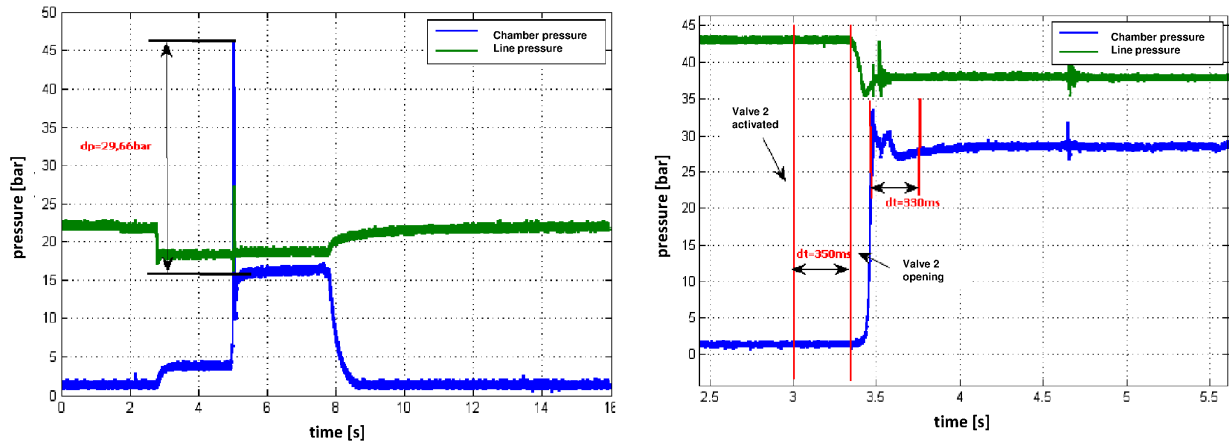 50
45
40
35
30
25
20
15
10
5
0
pressure [bar]
0 2 4 6 8 10 12 14 16
time [s]
Chamber pressure
Line pressure
dp=29,66bar
45
40
35
30
25
20
15
10
5
0
pressure [bar]
2.5 3 3.5 4 4.5 5 5.5
time [s]
Chamber pressure
Line pressure
Valve 2
activated
dt=330ms
dt=350ms
Valve 2
opening